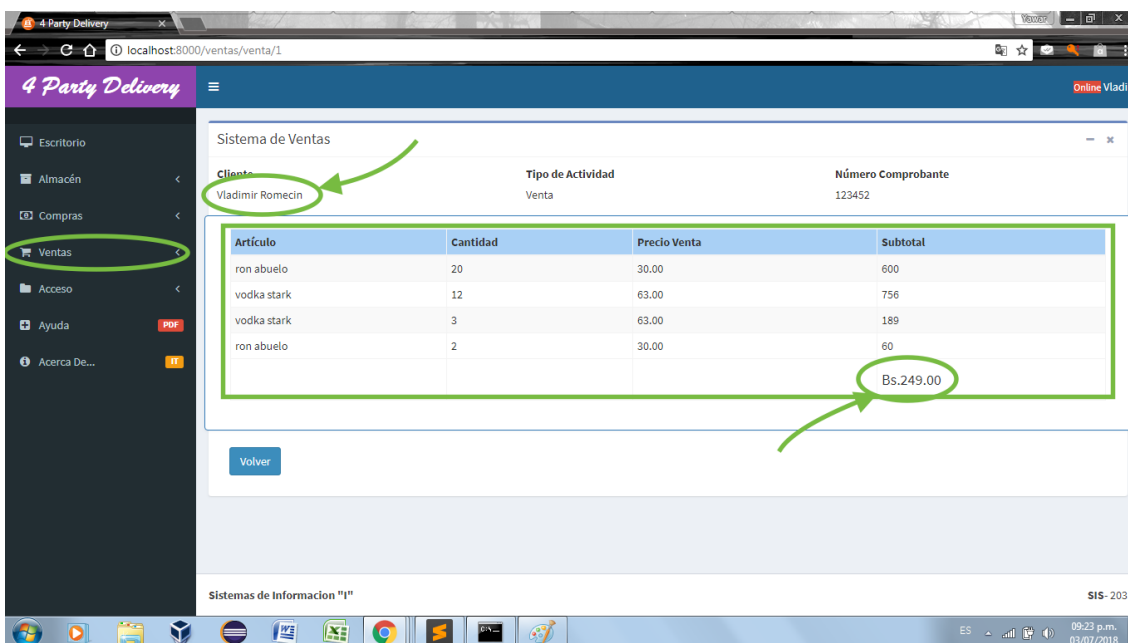 4 Party Delivery
Yawar
localhost:8000/ventas/venta/1
4 Party Delivery
Online Vladi
Escritorio
Almacén
Compras
Ventas
Acceso
Ayuda PDF
Acerca De... IT
Sistema de Ventas
Cliente Tipo de Actividad Número Comprobante
Vladimir Romecin Venta 123452
Artículo Cantidad Precio Venta Subtotal
ron abuelo 20 30.00 600
vodka stark 12 63.00 756
vodka stark 3 63.00 189
ron abuelo 2 30.00 60
Bs.249.00
Volver
Sistemas de Informacion "I" SIS- 203
ES 09:23 p.m.
03/07/2018